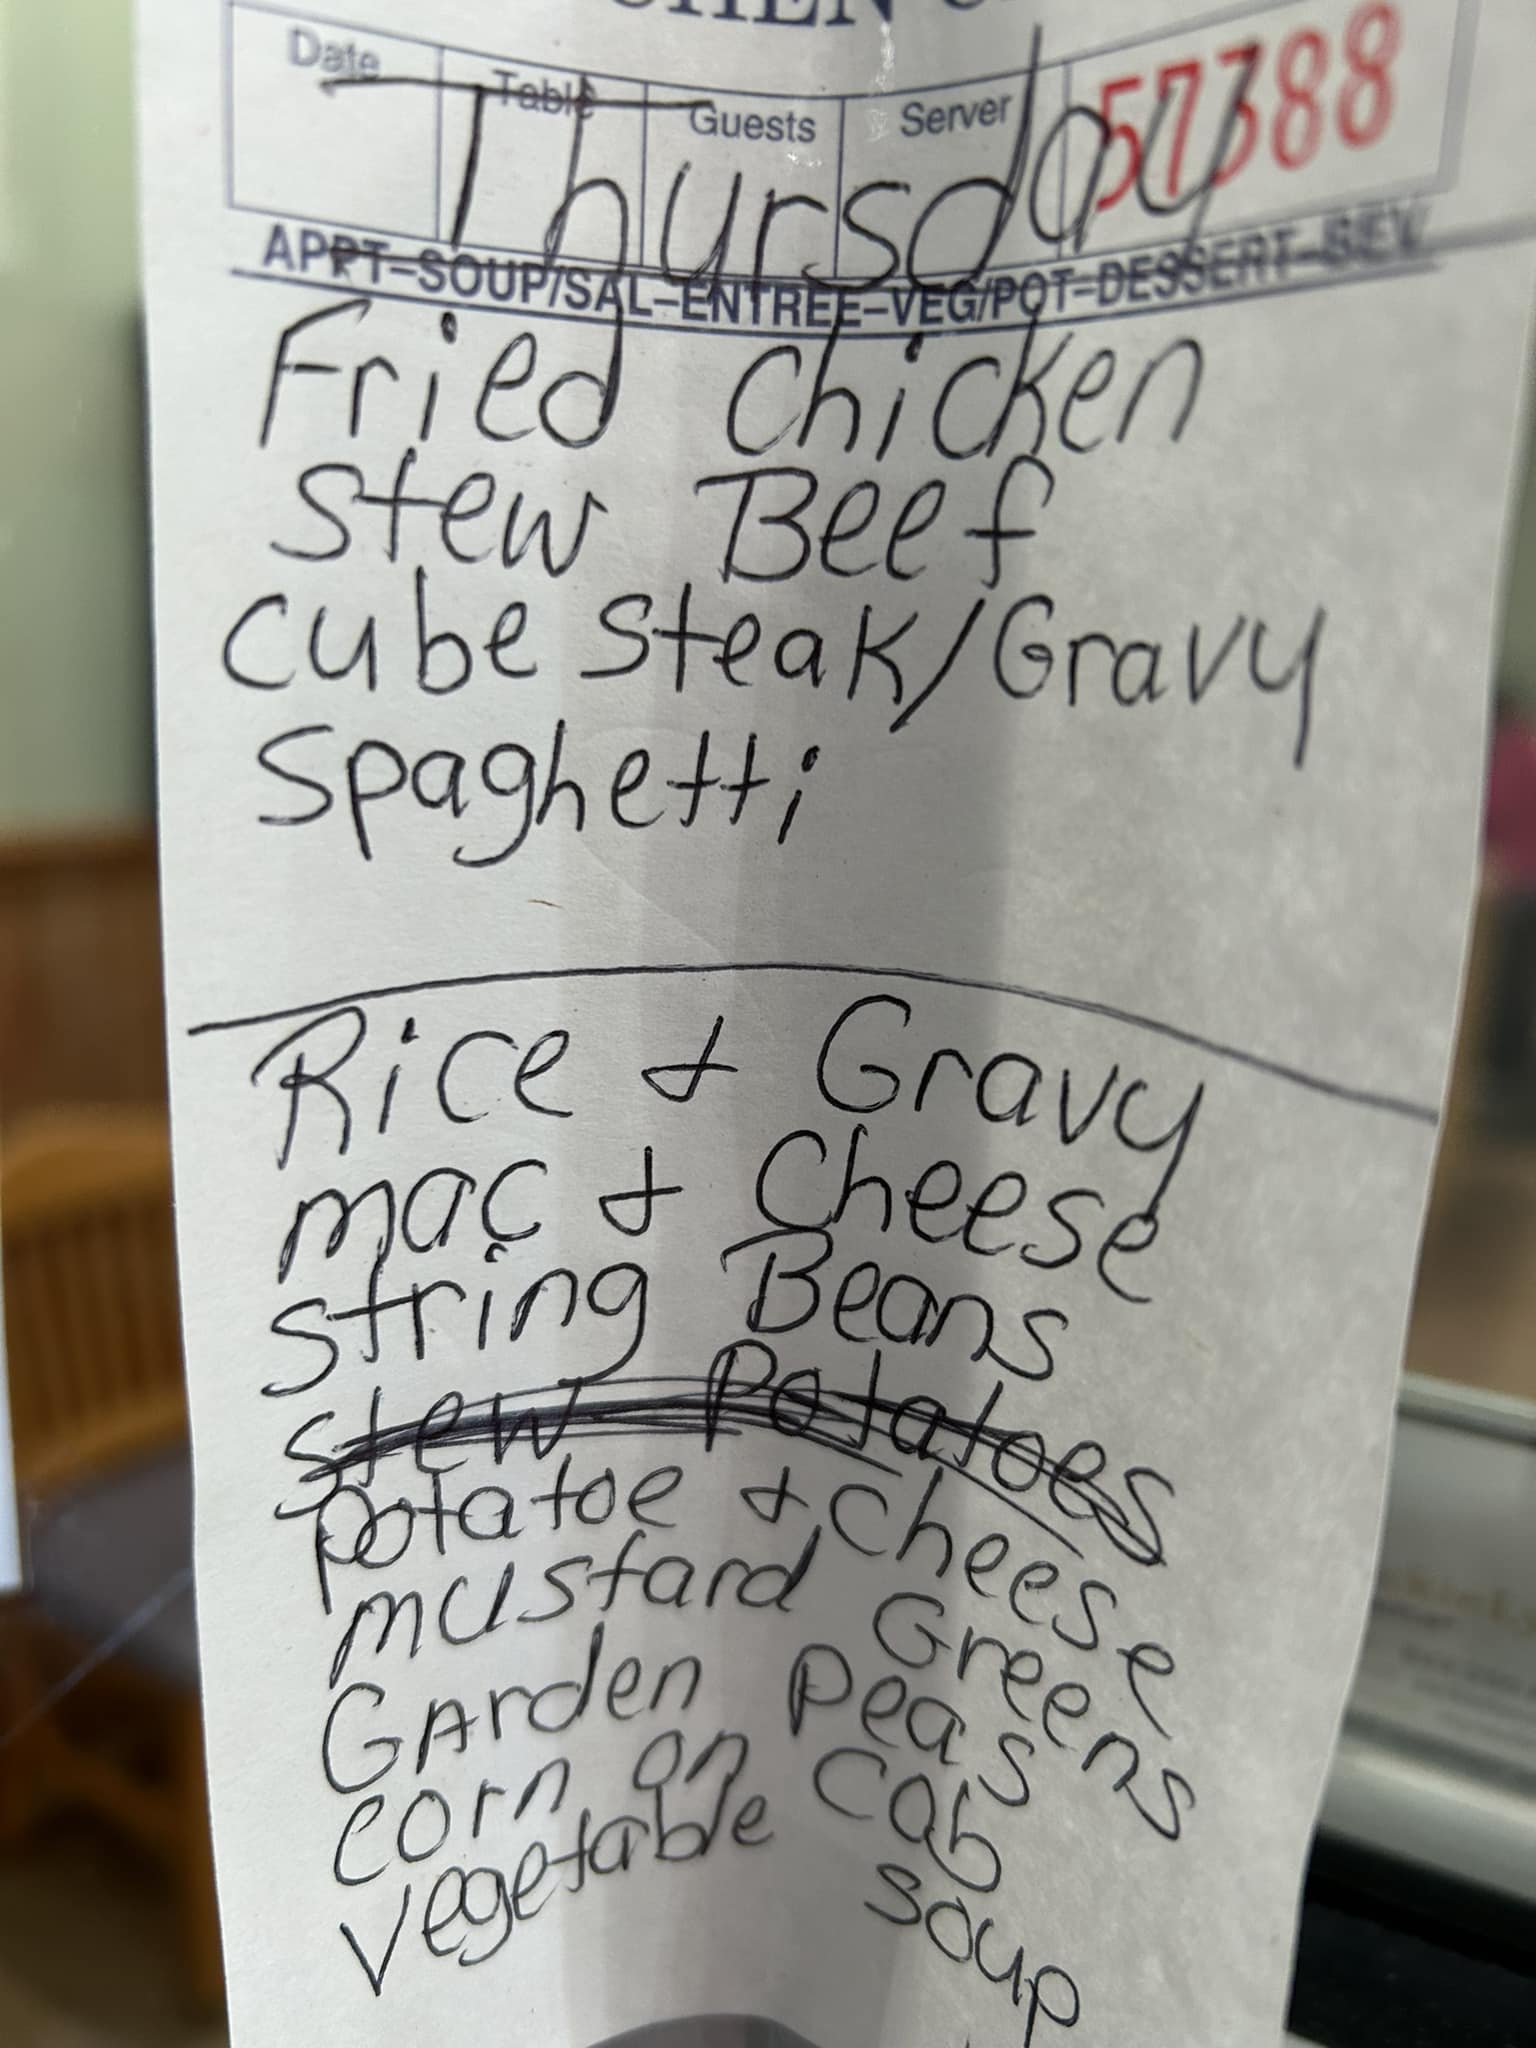 Date Table Guests Server 57388
Thursday
APPT-SOUP/SAL-ENTREE-VEG/POT-DESSERT-BEV
Fried Chicken
Stew Beef
Cube Steak/Gravy
Spaghetti
Rice & Gravy
mac & Cheese
String Beans
Stew Potatoes
Potatoe & Cheese
mustard Greens
GArden Peas
corn on Cob
Vegetable Soup